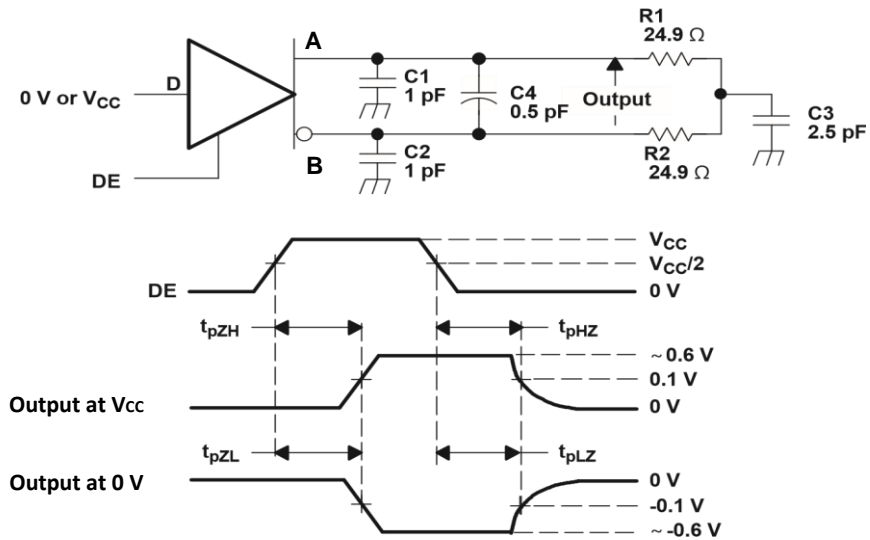 A
R1
24.9 Ω
D
0 V or VCC
C1
1 pF
C4
0.5 pF
Output
C3
2.5 pF
C2
1 pF
B
R2
24.9 Ω
DE
VCC
VCC/2
DE
0 V
tpZH
tpHZ
~ 0.6 V
0.1 V
Output at VCC
0 V
tpZL
tpLZ
Output at 0 V
0 V
-0.1 V
~ -0.6 V